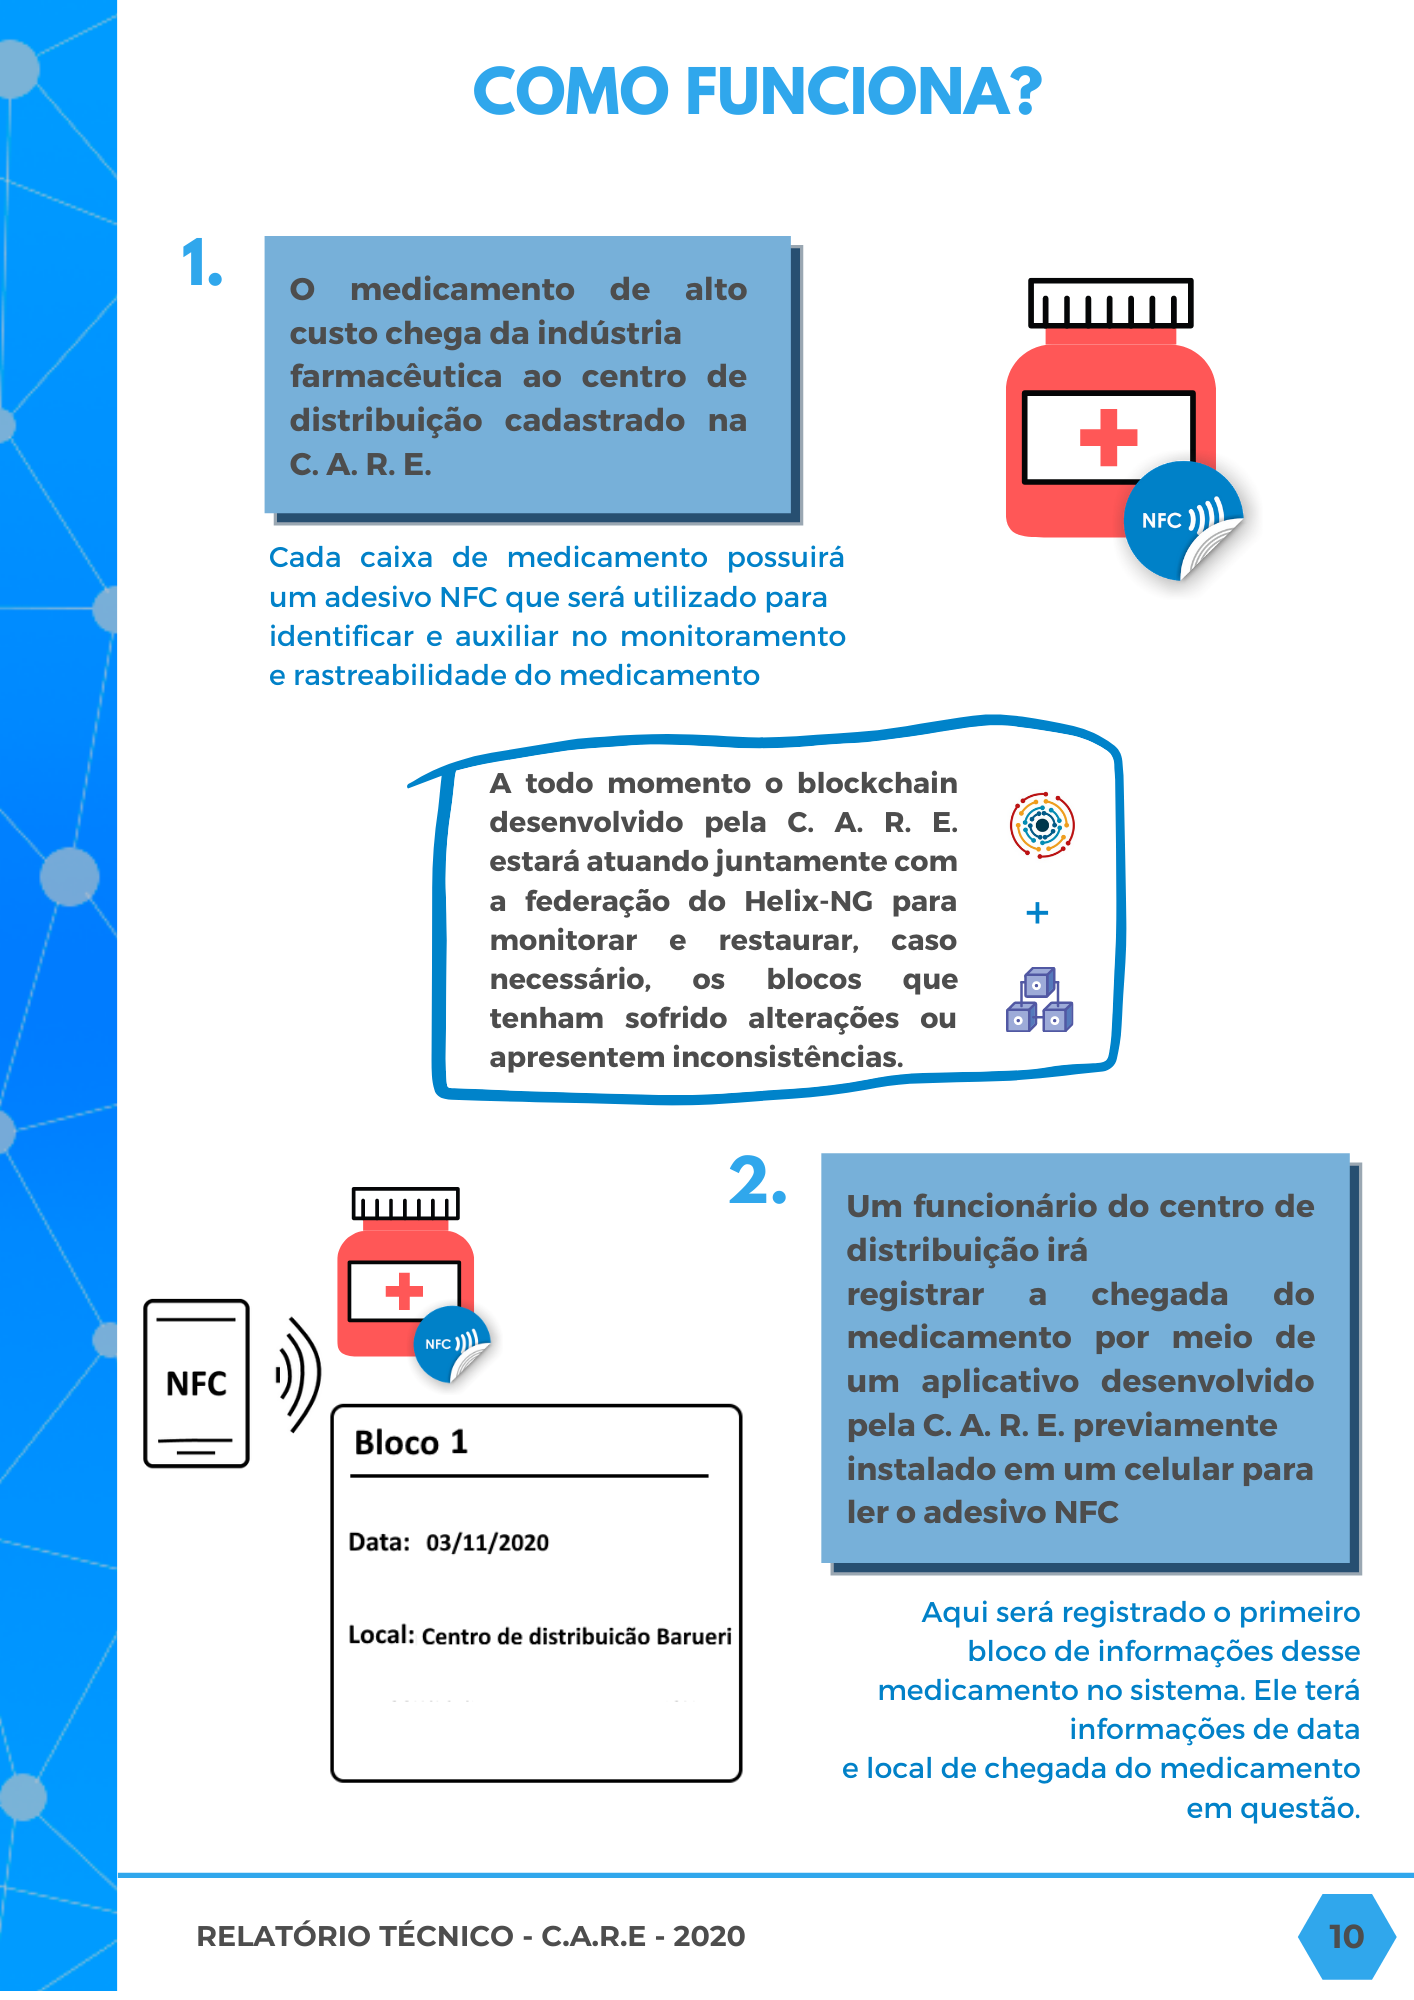 COMO FUNCIONA?
1.
O medicamento de alto
custo chega da indústria
farmacêutica ao centro de
distribuição cadastrado na
C. A. R. E.
NFC
Cada caixa de medicamento possuirá
um adesivo NFC que será utilizado para
identificar e auxiliar no monitoramento
e rastreabilidade do medicamento
A todo momento o blockchain
desenvolvido pela C. A. R. E.
estará atuando juntamente com
a federação do Helix-NG para
monitorar e restaurar, caso
necessário, os blocos que
tenham sofrido alterações ou
apresentem inconsistências.
+
2.
Um funcionário do centro de
distribuição irá
registrar a chegada do
medicamento por meio de
um aplicativo desenvolvido
pela C. A. R. E. previamente
instalado em um celular para
ler o adesivo NFC
NFC
NFC
Bloco 1
Data: 03/11/2020
Local: Centro de distribuicão Barueri
Aqui será registrado o primeiro
bloco de informações desse
medicamento no sistema. Ele terá
informações de data
e local de chegada do medicamento
em questão.
RELATÓRIO TÉCNICO - C.A.R.E - 2020
10